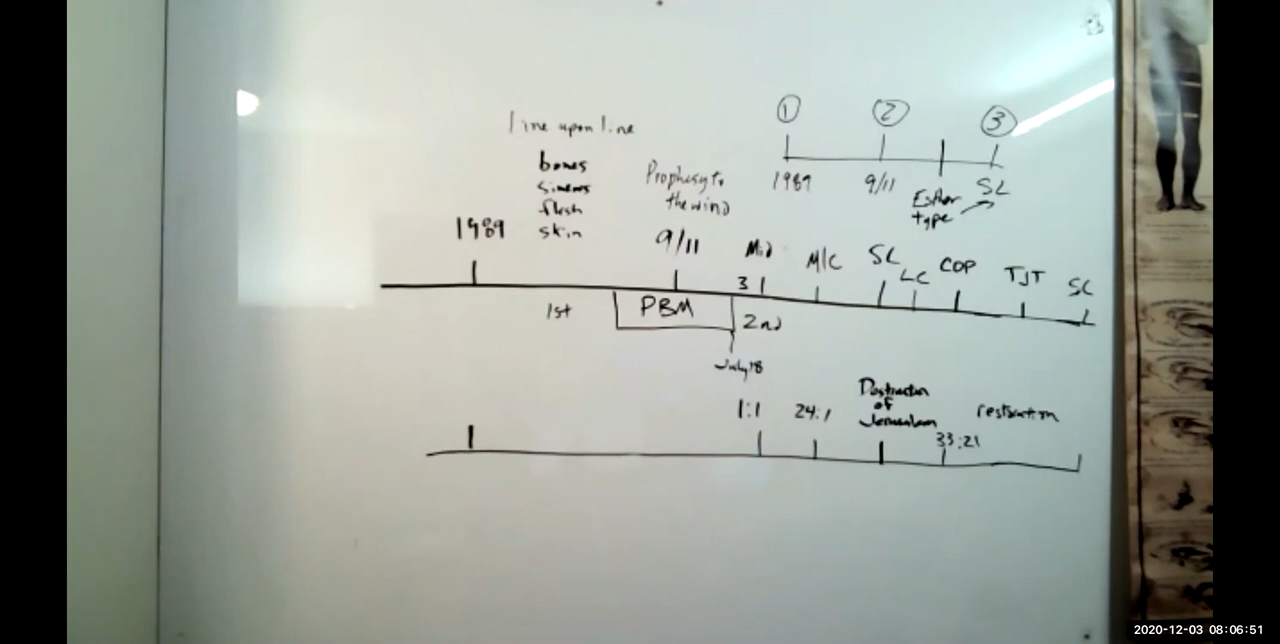 1 2 3
line upon line
1989 9/11 Esther SL
type
bones
sinews
flesh
skin
Prophesy to
the wind
1989 9/11 Mid M/C SL LC COP TJT SC
3
1st PBM 2nd
July 18
1:1 24:1 Destruction
of
Jerusalem
33:21 restoration
2020-12-03 08:06:51